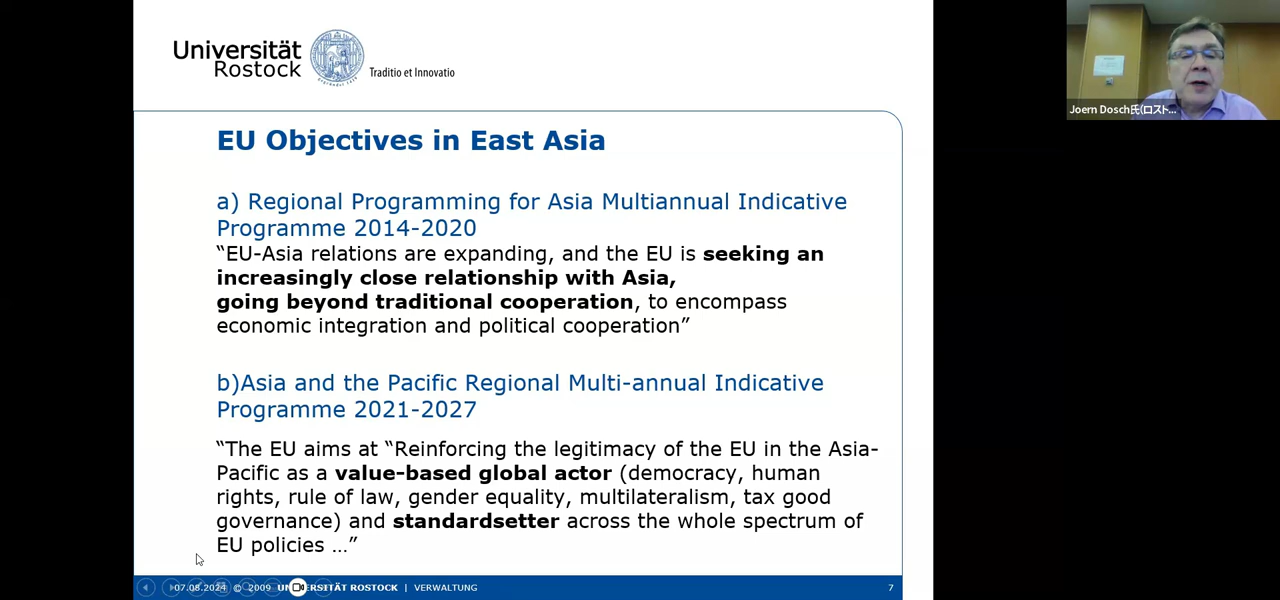 Universität
Rostock
Traditio et Innovatio
Joern Dosch氏(ロスト...
EU Objectives in East Asia
a) Regional Programming for Asia Multiannual Indicative
Programme 2014-2020
“EU-Asia relations are expanding, and the EU is seeking an
increasingly close relationship with Asia,
going beyond traditional cooperation, to encompass
economic integration and political cooperation”
b)Asia and the Pacific Regional Multi-annual Indicative
Programme 2021-2027
“The EU aims at “Reinforcing the legitimacy of the EU in the Asia-
Pacific as a value-based global actor (democracy, human
rights, rule of law, gender equality, multilateralism, tax good
governance) and standardsetter across the whole spectrum of
EU policies …”
07.08.2024 © 2009 UNIVERSITÄT ROSTOCK | VERWALTUNG
7